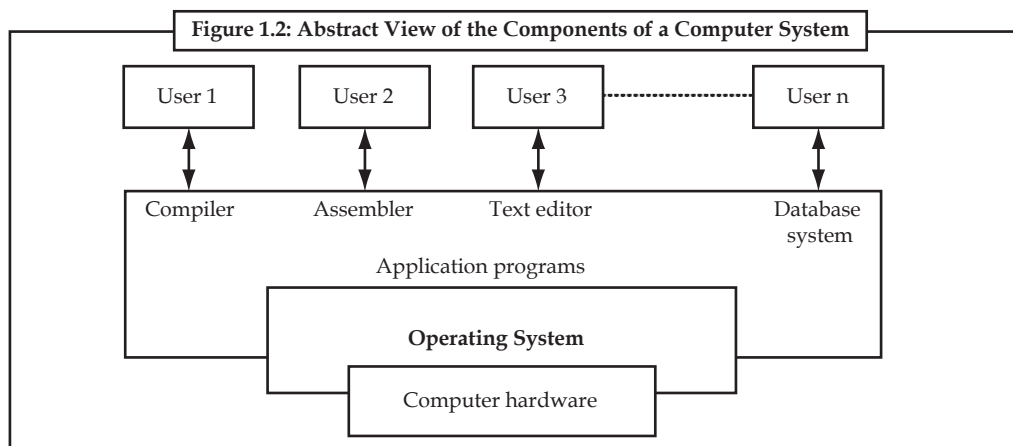 Figure 1.2: Abstract View of the Components of a Computer System
User 1 User 2 User 3 User n
Compiler Assembler Text editor Database
system
Application programs
Operating System
Computer hardware